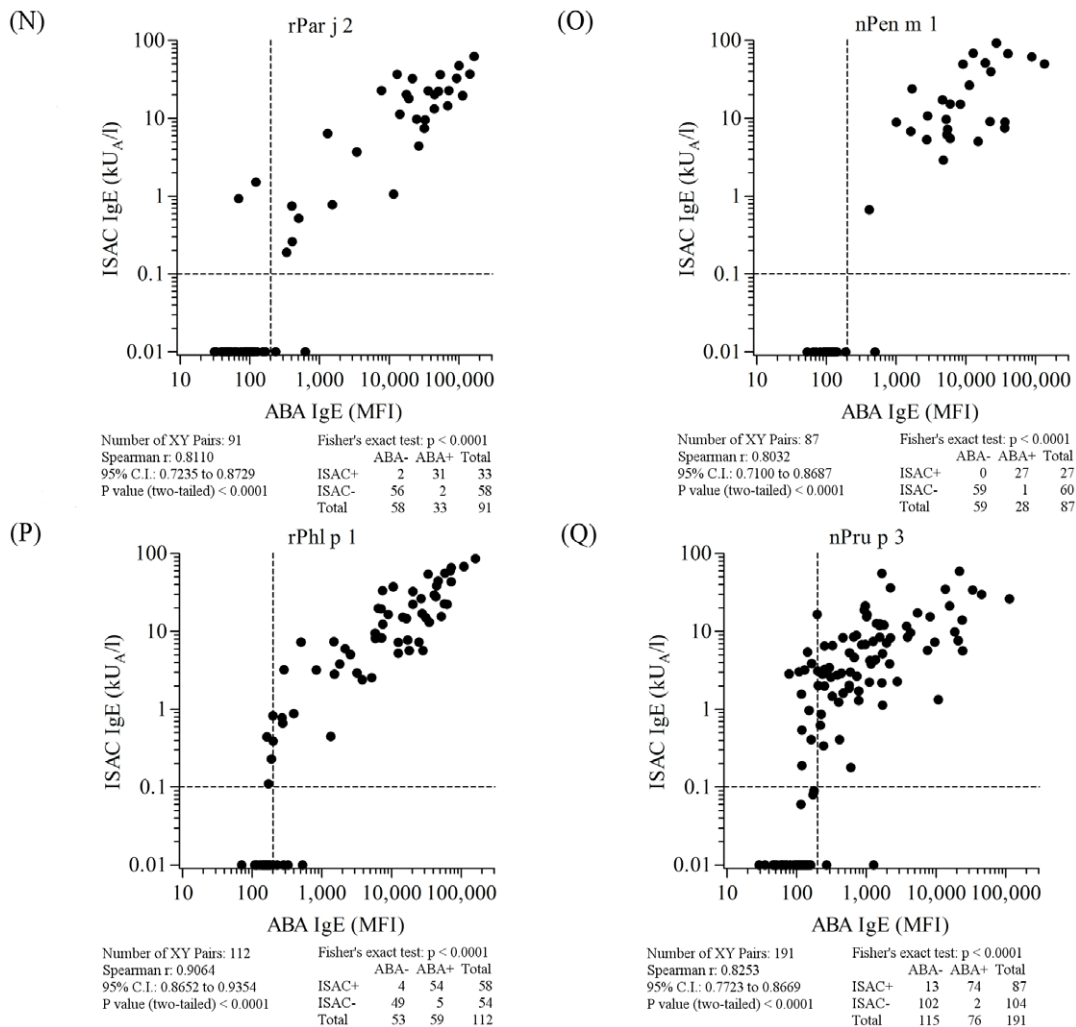 (N)
rPar j 2
100
10
1
0.1
0.01
ISAC IgE (kUA/l)
10 100 1,000 10,000 100,000
ABA IgE (MFI)
Number of XY Pairs: 91
Spearman r: 0.8110
95% C.I.: 0.7235 to 0.8729
P value (two-tailed) < 0.0001
Fisher's exact test: p < 0.0001
ABA- ABA+ Total
ISAC+ 2 31 33
ISAC- 56 2 58
Total 58 33 91
(O)
nPen m 1
100
10
1
0.1
0.01
ISAC IgE (kUA/l)
10 100 1,000 10,000 100,000
ABA IgE (MFI)
Number of XY Pairs: 87
Spearman r: 0.8032
95% C.I.: 0.7100 to 0.8687
P value (two-tailed) < 0.0001
Fisher's exact test: p < 0.0001
ABA- ABA+ Total
ISAC+ 0 27 27
ISAC- 59 1 60
Total 59 28 87
(P)
rPhl p 1
100
10
1
0.1
0.01
ISAC IgE (kUA/l)
10 100 1,000 10,000 100,000
ABA IgE (MFI)
Number of XY Pairs: 112
Spearman r: 0.9064
95% C.I.: 0.8652 to 0.9354
P value (two-tailed) < 0.0001
Fisher's exact test: p < 0.0001
ABA- ABA+ Total
ISAC+ 4 54 58
ISAC- 49 5 54
Total 53 59 112
(Q)
nPru p 3
100
10
1
0.1
0.01
ISAC IgE (kUA/l)
10 100 1,000 10,000 100,000
ABA IgE (MFI)
Number of XY Pairs: 191
Spearman r: 0.8253
95% C.I.: 0.7723 to 0.8669
P value (two-tailed) < 0.0001
Fisher's exact test: p < 0.0001
ABA- ABA+ Total
ISAC+ 13 74 87
ISAC- 102 2 104
Total 115 76 191